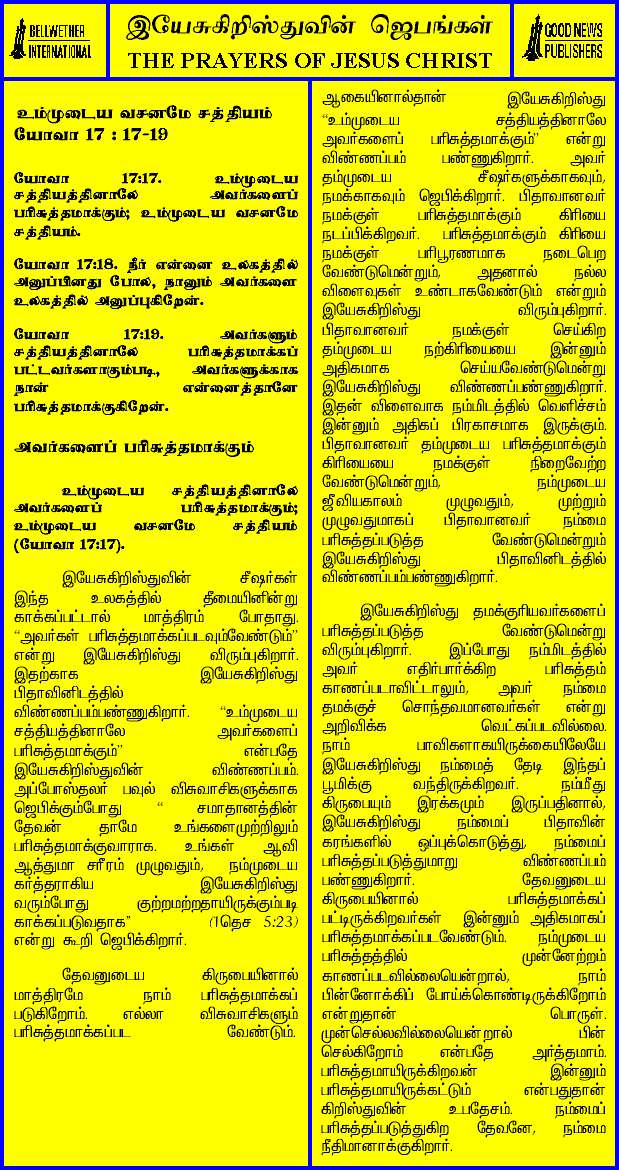 BELLWETHER
INTERNATIONAL
இயேசுகிறிஸ்துவின் ஜெபங்கள்
THE PRAYERS OF JESUS CHRIST
GOOD NEWS
PUBLISHERS
உம்முடைய வசனமே சத்தியம்
யோவா 17 : 17-19
யோவா 17:17. உம்முடைய
சத்தியத்தினாலே அவர்களைப்
பரிசுத்தமாக்கும்; உம்முடைய வசனமே
சத்தியம்.
யோவா 17:18. நீர் என்னை உலகத்தில்
அனுப்பினது போல, நானும் அவர்களை
உலகத்தில் அனுப்புகிறேன்.
யோவா 17:19. அவர்களும்
சத்தியத்தினாலே பரிசுத்தமாக்கப்
பட்டவர்களாகும்படி, அவர்களுக்காக
நான் என்னைத்தானே
பரிசுத்தமாக்குகிறேன்.
அவர்களைப் பரிசுத்தமாக்கும்
உம்முடைய சத்தியத்தினாலே
அவர்களைப் பரிசுத்தமாக்கும்;
உம்முடைய வசனமே சத்தியம்
(யோவா 17:17).
இயேசுகிறிஸ்துவின் சீஷர்கள்
இந்த உலகத்தில் தீமையினின்று
காக்கப்பட்டால் மாத்திரம் போதாது.
“அவர்கள் பரிசுத்தமாக்கப்படவும்வேண்டும்”
என்று இயேசுகிறிஸ்து விரும்புகிறார்.
இதற்காக இயேசுகிறிஸ்து
பிதாவினிடத்தில்
விண்ணப்பம்பண்ணுகிறார். “உம்முடைய
சத்தியத்தினாலே அவர்களைப்
பரிசுத்தமாக்கும்” என்பதே
இயேசுகிறிஸ்துவின் விண்ணப்பம்.
அப்போஸ்தலர் பவுல் விசுவாசிகளுக்காக
ஜெபிக்கும்போது “ சமாதானத்தின்
தேவன் தாமே உங்களைமுற்றிலும்
பரிசுத்தமாக்குவாராக. உங்கள் ஆவி
ஆத்துமா சரீரம் முழுவதும், நம்முடைய
கர்த்தராகிய இயேசுகிறிஸ்து
வரும்போது குற்றமற்றதாயிருக்கும்படி
காக்கப்படுவதாக” (1தெச 5:23)
என்று கூறி ஜெபிக்கிறார்.
தேவனுடைய கிருபையினால்
மாத்திரமே நாம் பரிசுத்தமாக்கப்
படுகிறோம். எல்லா விசுவாசிகளும்
பரிசுத்தமாக்கப்பட வேண்டும்.
ஆகையினால்தான் இயேசுகிறிஸ்து
“உம்முடைய சத்தியத்தினாலே
அவர்களைப் பரிசுத்தமாக்கும்” என்று
விண்ணப்பம் பண்ணுகிறார். அவர்
தம்முடைய சீஷர்களுக்காகவும்,
நமக்காகவும் ஜெபிக்கிறார். பிதாவானவர்
நமக்குள் பரிசுத்தமாக்கும் கிரியை
நடப்பிக்கிறவர். பரிசுத்தமாக்கும் கிரியை
நமக்குள் பரிபூரணமாக நடைபெற
வேண்டுமென்றும், அதனால் நல்ல
விளைவுகள் உண்டாகவேண்டும் என்றும்
இயேசுகிறிஸ்து விரும்புகிறார்.
பிதாவானவர் நமக்குள் செய்கிற
தம்முடைய நற்கிரியையை இன்னும்
அதிகமாக செய்யவேண்டுமென்று
இயேசுகிறிஸ்து விண்ணப்பண்ணுகிறார்.
இதன் விளைவாக நம்மிடத்தில் வெளிச்சம்
இன்னும் அதிகப் பிரகாசமாக இருக்கும்.
பிதாவானவர் தம்முடைய பரிசுத்தமாக்கும்
கிரியையை நமக்குள் நிறைவேற்ற
வேண்டுமென்றும், நம்முடைய
ஜீவியகாலம் முழுவதும், முற்றும்
முழுவதுமாகப் பிதாவானவர் நம்மை
பரிசுத்தப்படுத்த வேண்டுமென்றும்
இயேசுகிறிஸ்து பிதாவினிடத்தில்
விண்ணப்பம்பண்ணுகிறார்.
இயேசுகிறிஸ்து தமக்குரியவர்களைப்
பரிசுத்தப்படுத்த வேண்டுமென்று
விரும்புகிறார். இப்போது நம்மிடத்தில்
அவர் எதிர்பார்க்கிற பரிசுத்தம்
காணப்படாவிட்டாலும், அவர் நம்மை
தமக்குச் சொந்தவமானவர்கள் என்று
அறிவிக்க வெட்கப்படவில்லை.
நாம் பாவிகளாகயிருக்கையிலேயே
இயேசுகிறிஸ்து நம்மைத் தேடி இந்தப்
பூமிக்கு வந்திருக்கிறவர். நம்மீது
கிருபையும் இரக்கமும் இருப்பதினால்,
இயேசுகிறிஸ்து நம்மைப் பிதாவின்
கரங்களில் ஒப்புக்கொடுத்து, நம்மைப்
பரிசுத்தப்படுத்துமாறு விண்ணப்பம்
பண்ணுகிறார். தேவனுடைய
கிருபையினால் பரிசுத்தமாக்கப்
பட்டிருக்கிறவர்கள் இன்னும் அதிகமாகப்
பரிசுத்தமாக்கப்படவேண்டும். நம்முடைய
பரிசுத்தத்தில் முன்னேற்றம்
காணப்படவில்லையென்றால், நாம்
பின்னோக்கிப் போய்க்கொண்டிருக்கிறோம்
என்றுதான் பொருள்.
முன்செல்லவில்லையென்றால் பின்
செல்கிறோம் என்பதே அர்த்தமாம்.
பரிசுத்தமாயிருக்கிறவன் இன்னும்
பரிசுத்தமாயிருக்கட்டும் என்பதுதான்
கிறிஸ்துவின் உபதேசம். நம்மைப்
பரிசுத்தப்படுத்துகிற தேவனே, நம்மை
நீதிமானாக்குகிறார்.